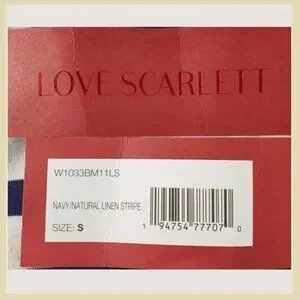 LOVE SCARLETT
W1033BM11LS
NAVY/NATURAL LINEN STRIPE
SIZE: S
1 94754 77707 0